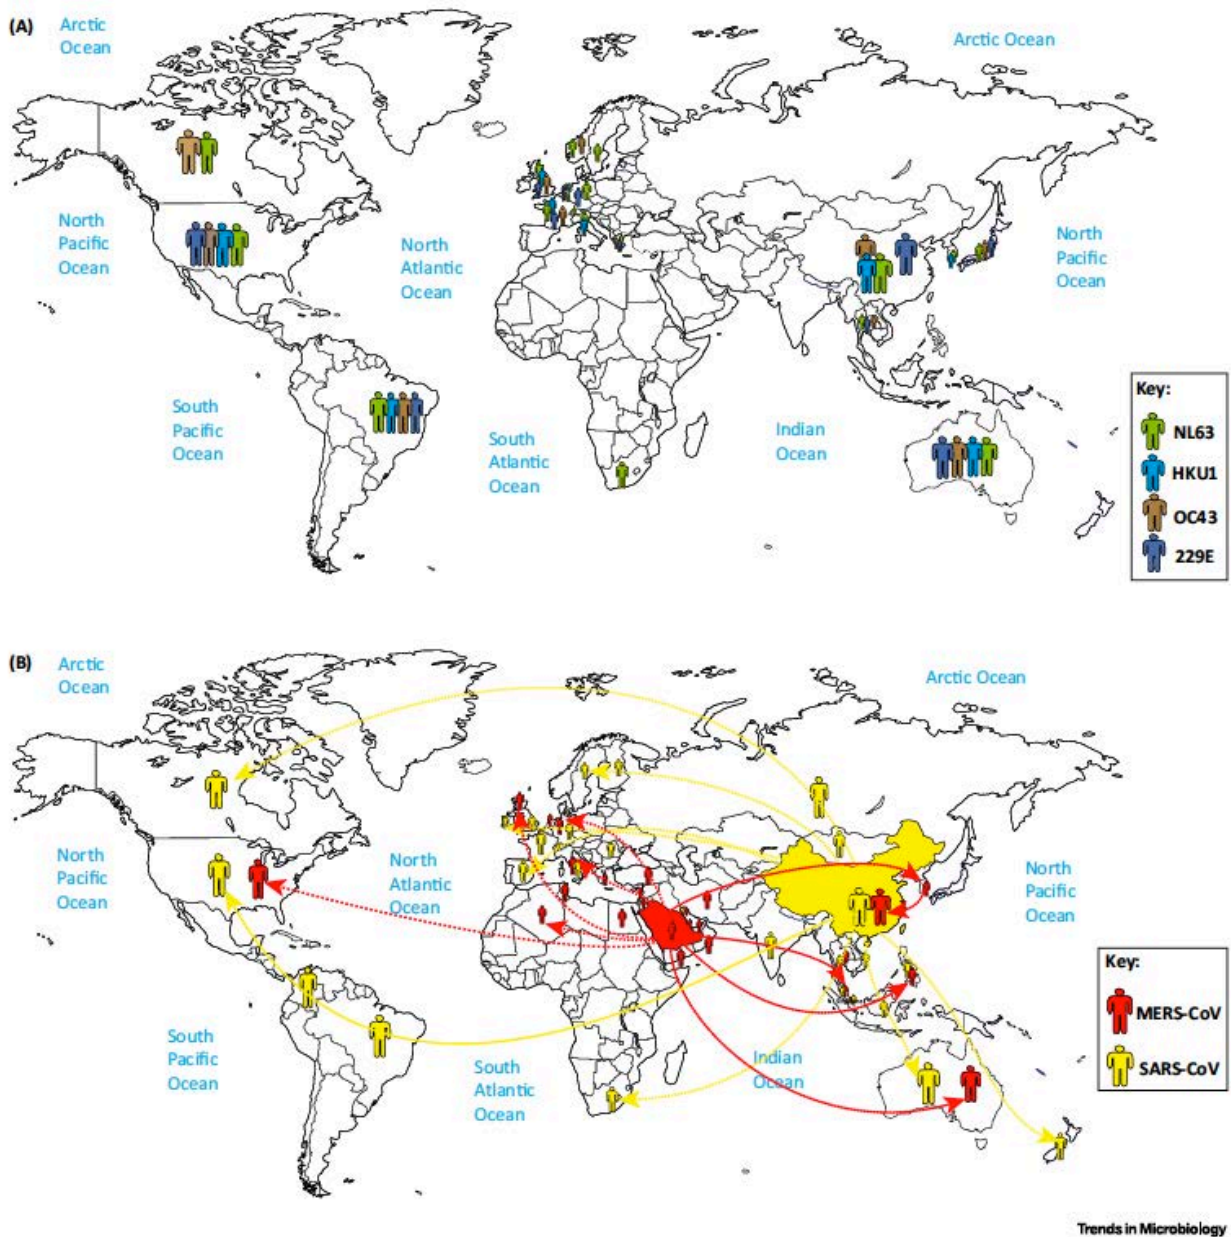 (A)
Arctic
Ocean
Arctic Ocean
North
Pacific
Ocean
North
Atlantic
Ocean
North
Pacific
Ocean
South
Pacific
Ocean
South
Atlantic
Ocean
Indian
Ocean
Key:
NL63
HKU1
OC43
229E
(B)
Arctic
Ocean
Arctic Ocean
North
Pacific
Ocean
North
Atlantic
Ocean
North
Pacific
Ocean
South
Pacific
Ocean
South
Atlantic
Ocean
Indian
Ocean
Key:
MERS-CoV
SARS-CoV
Trends in Microbiology